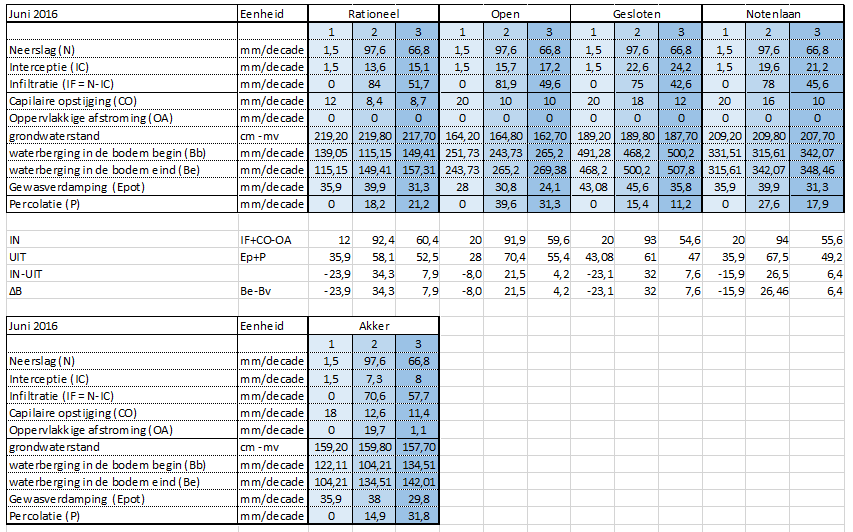 Juni 2016 Eenheid Rationeel Open Gesloten Notenlaan
1 2 3 1 2 3 1 2 3 1 2 3
Neerslag (N) mm/decade 1,5 97,6 66,8 1,5 97,6 66,8 1,5 97,6 66,8 1,5 97,6 66,8
Interceptie (IC) mm/decade 1,5 13,6 15,1 1,5 15,7 17,2 1,5 22,6 24,2 1,5 19,6 21,2
Infiltratie (IF = N-IC) mm/decade 0 84 51,7 0 81,9 49,6 0 75 42,6 0 78 45,6
Capilaire opstijging (CO) mm/decade 12 8,4 8,7 20 10 10 20 18 12 20 16 10
Oppervlakkige afstroming (OA) mm/decade 0 0 0 0 0 0 0 0 0 0 0 0
grondwaterstand cm -mv 219,20 219,80 217,70 164,20 164,80 162,70 189,20 189,80 187,70 209,20 209,80 207,70
waterberging in de bodem begin (Bb) mm/decade 139,05 115,15 149,41 251,73 243,73 265,2 491,28 468,2 500,2 331,51 315,61 342,07
waterberging in de bodem eind (Be) mm/decade 115,15 149,41 157,31 243,73 265,2 269,38 468,2 500,2 507,8 315,61 342,07 348,46
Gewasverdamping (Epot) mm/decade 35,9 39,9 31,3 28 30,8 24,1 43,08 45,6 35,8 35,9 39,9 31,3
Percolatie (P) mm/decade 0 18,2 21,2 0 39,6 31,3 0 15,4 11,2 0 27,6 17,9
IN IF+CO-OA 12 92,4 60,4 20 91,9 59,6 20 93 54,6 20 94 55,6
UIT Ep+P 35,9 58,1 52,5 28 70,4 55,4 43,08 61 47 35,9 67,5 49,2
IN-UIT -23,9 34,3 7,9 -8,0 21,5 4,2 -23,1 32 7,6 -15,9 26,5 6,4
ΔB Be-Bv -23,9 34,3 7,9 -8,0 21,5 4,2 -23,1 32 7,6 -15,9 26,46 6,4
Juni 2016 Eenheid Akker
1 2 3
Neerslag (N) mm/decade 1,5 97,6 66,8
Interceptie (IC) mm/decade 1,5 7,3 8
Infiltratie (IF = N-IC) mm/decade 0 70,6 57,7
Capilaire opstijging (CO) mm/decade 18 12,6 11,4
Oppervlakkige afstroming (OA) mm/decade 0 19,7 1,1
grondwaterstand cm -mv 159,20 159,80 157,70
waterberging in de bodem begin (Bb) mm/decade 122,11 104,21 134,51
waterberging in de bodem eind (Be) mm/decade 104,21 134,51 142,01
Gewasverdamping (Epot) mm/decade 35,9 38 29,8
Percolatie (P) mm/decade 0 14,9 31,8